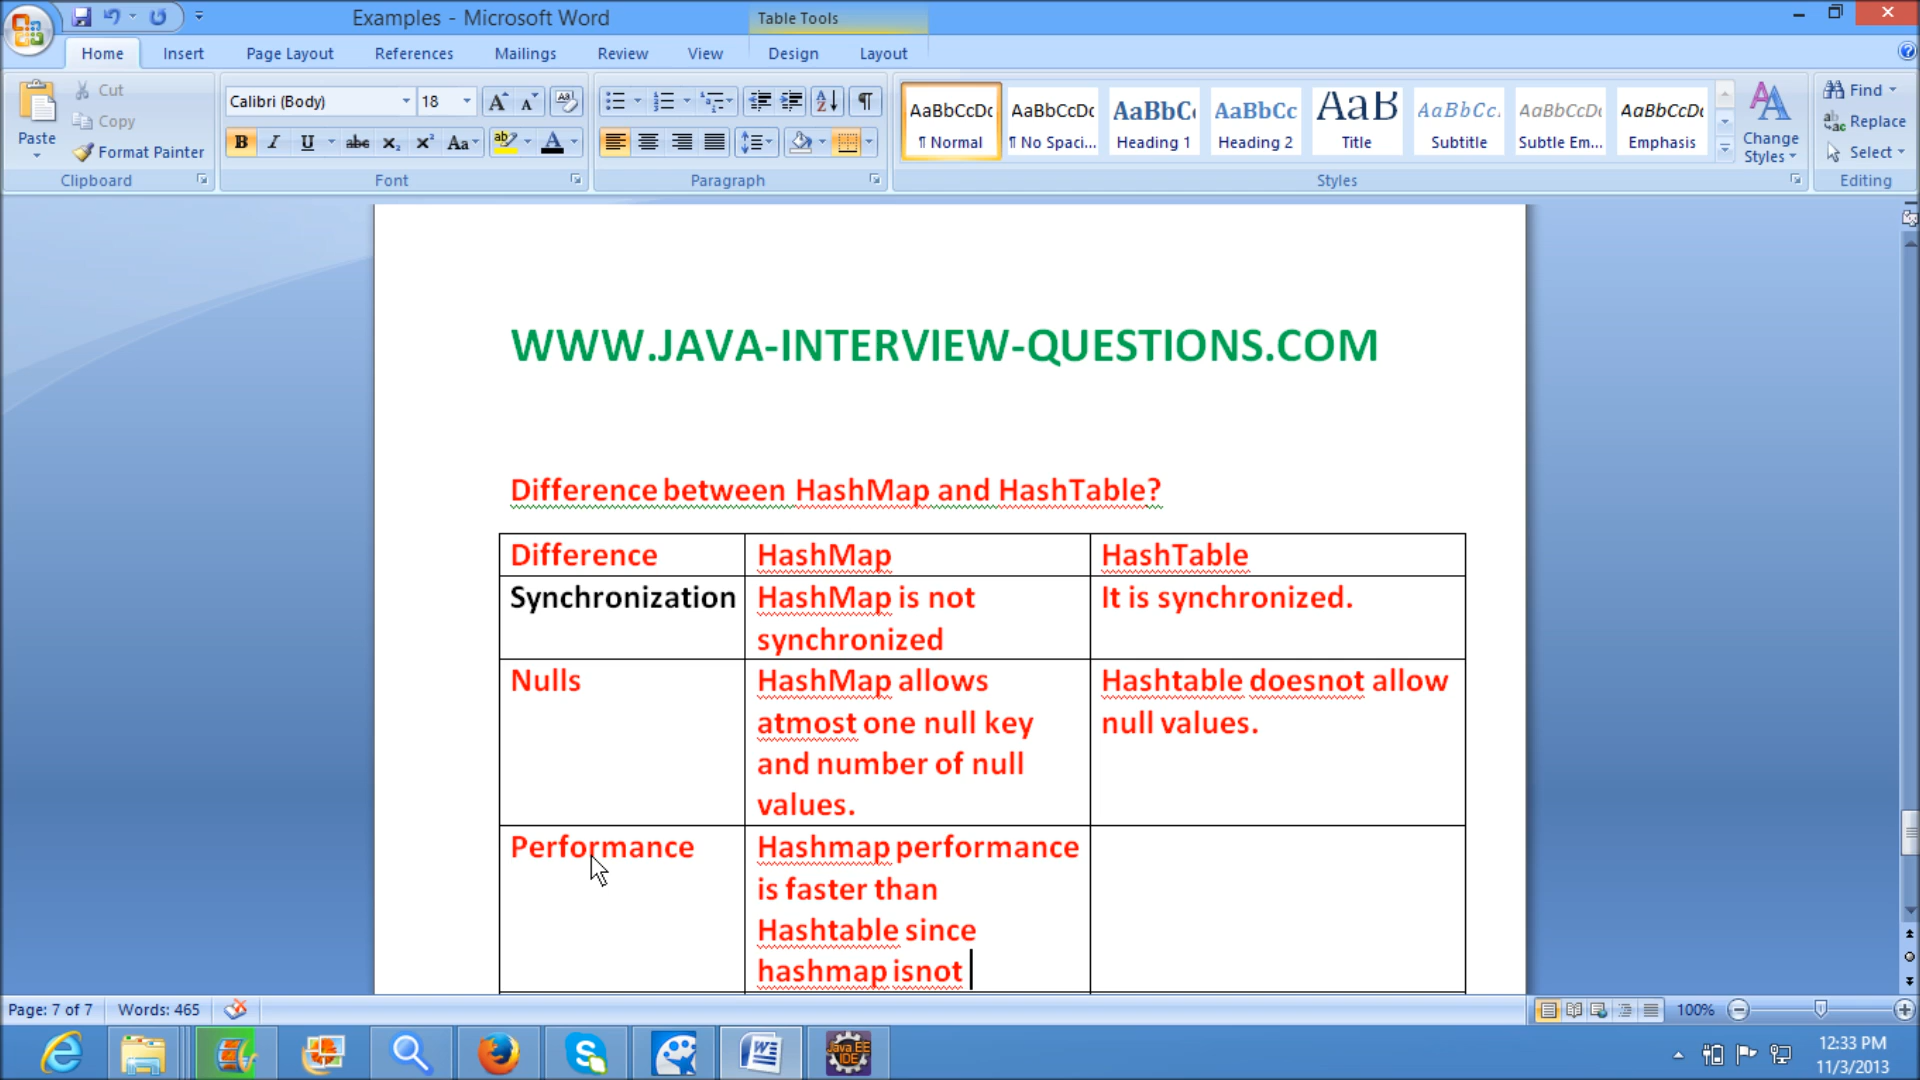 Examples - Microsoft Word
Table Tools
Home Insert Page Layout References Mailings Review View Design Layout
Paste
Cut
Copy
Format Painter
Clipboard
Calibri (Body) 18
Font
Paragraph
AaBbCcDc AaBbCcDc AaBbC AaBbCc AaB AaBbCc. AaBbCcDc AaBbCcDc
¶ Normal ¶ No Spaci... Heading 1 Heading 2 Title Subtitle Subtle Em... Emphasis
Change Styles
Styles
Find
Replace
Select
Editing
WWW.JAVA-INTERVIEW-QUESTIONS.COM
Difference between HashMap and HashTable?
Difference HashMap HashTable
Synchronization HashMap is not It is synchronized.
synchronized
Nulls HashMap allows Hashtable doesnot allow
atmost one null key null values.
and number of null
values.
Performance Hashmap performance
is faster than
Hashtable since
hashmap isnot
Page: 7 of 7 Words: 465 100%
Java EE
IDE
12:33 PM
11/3/2013